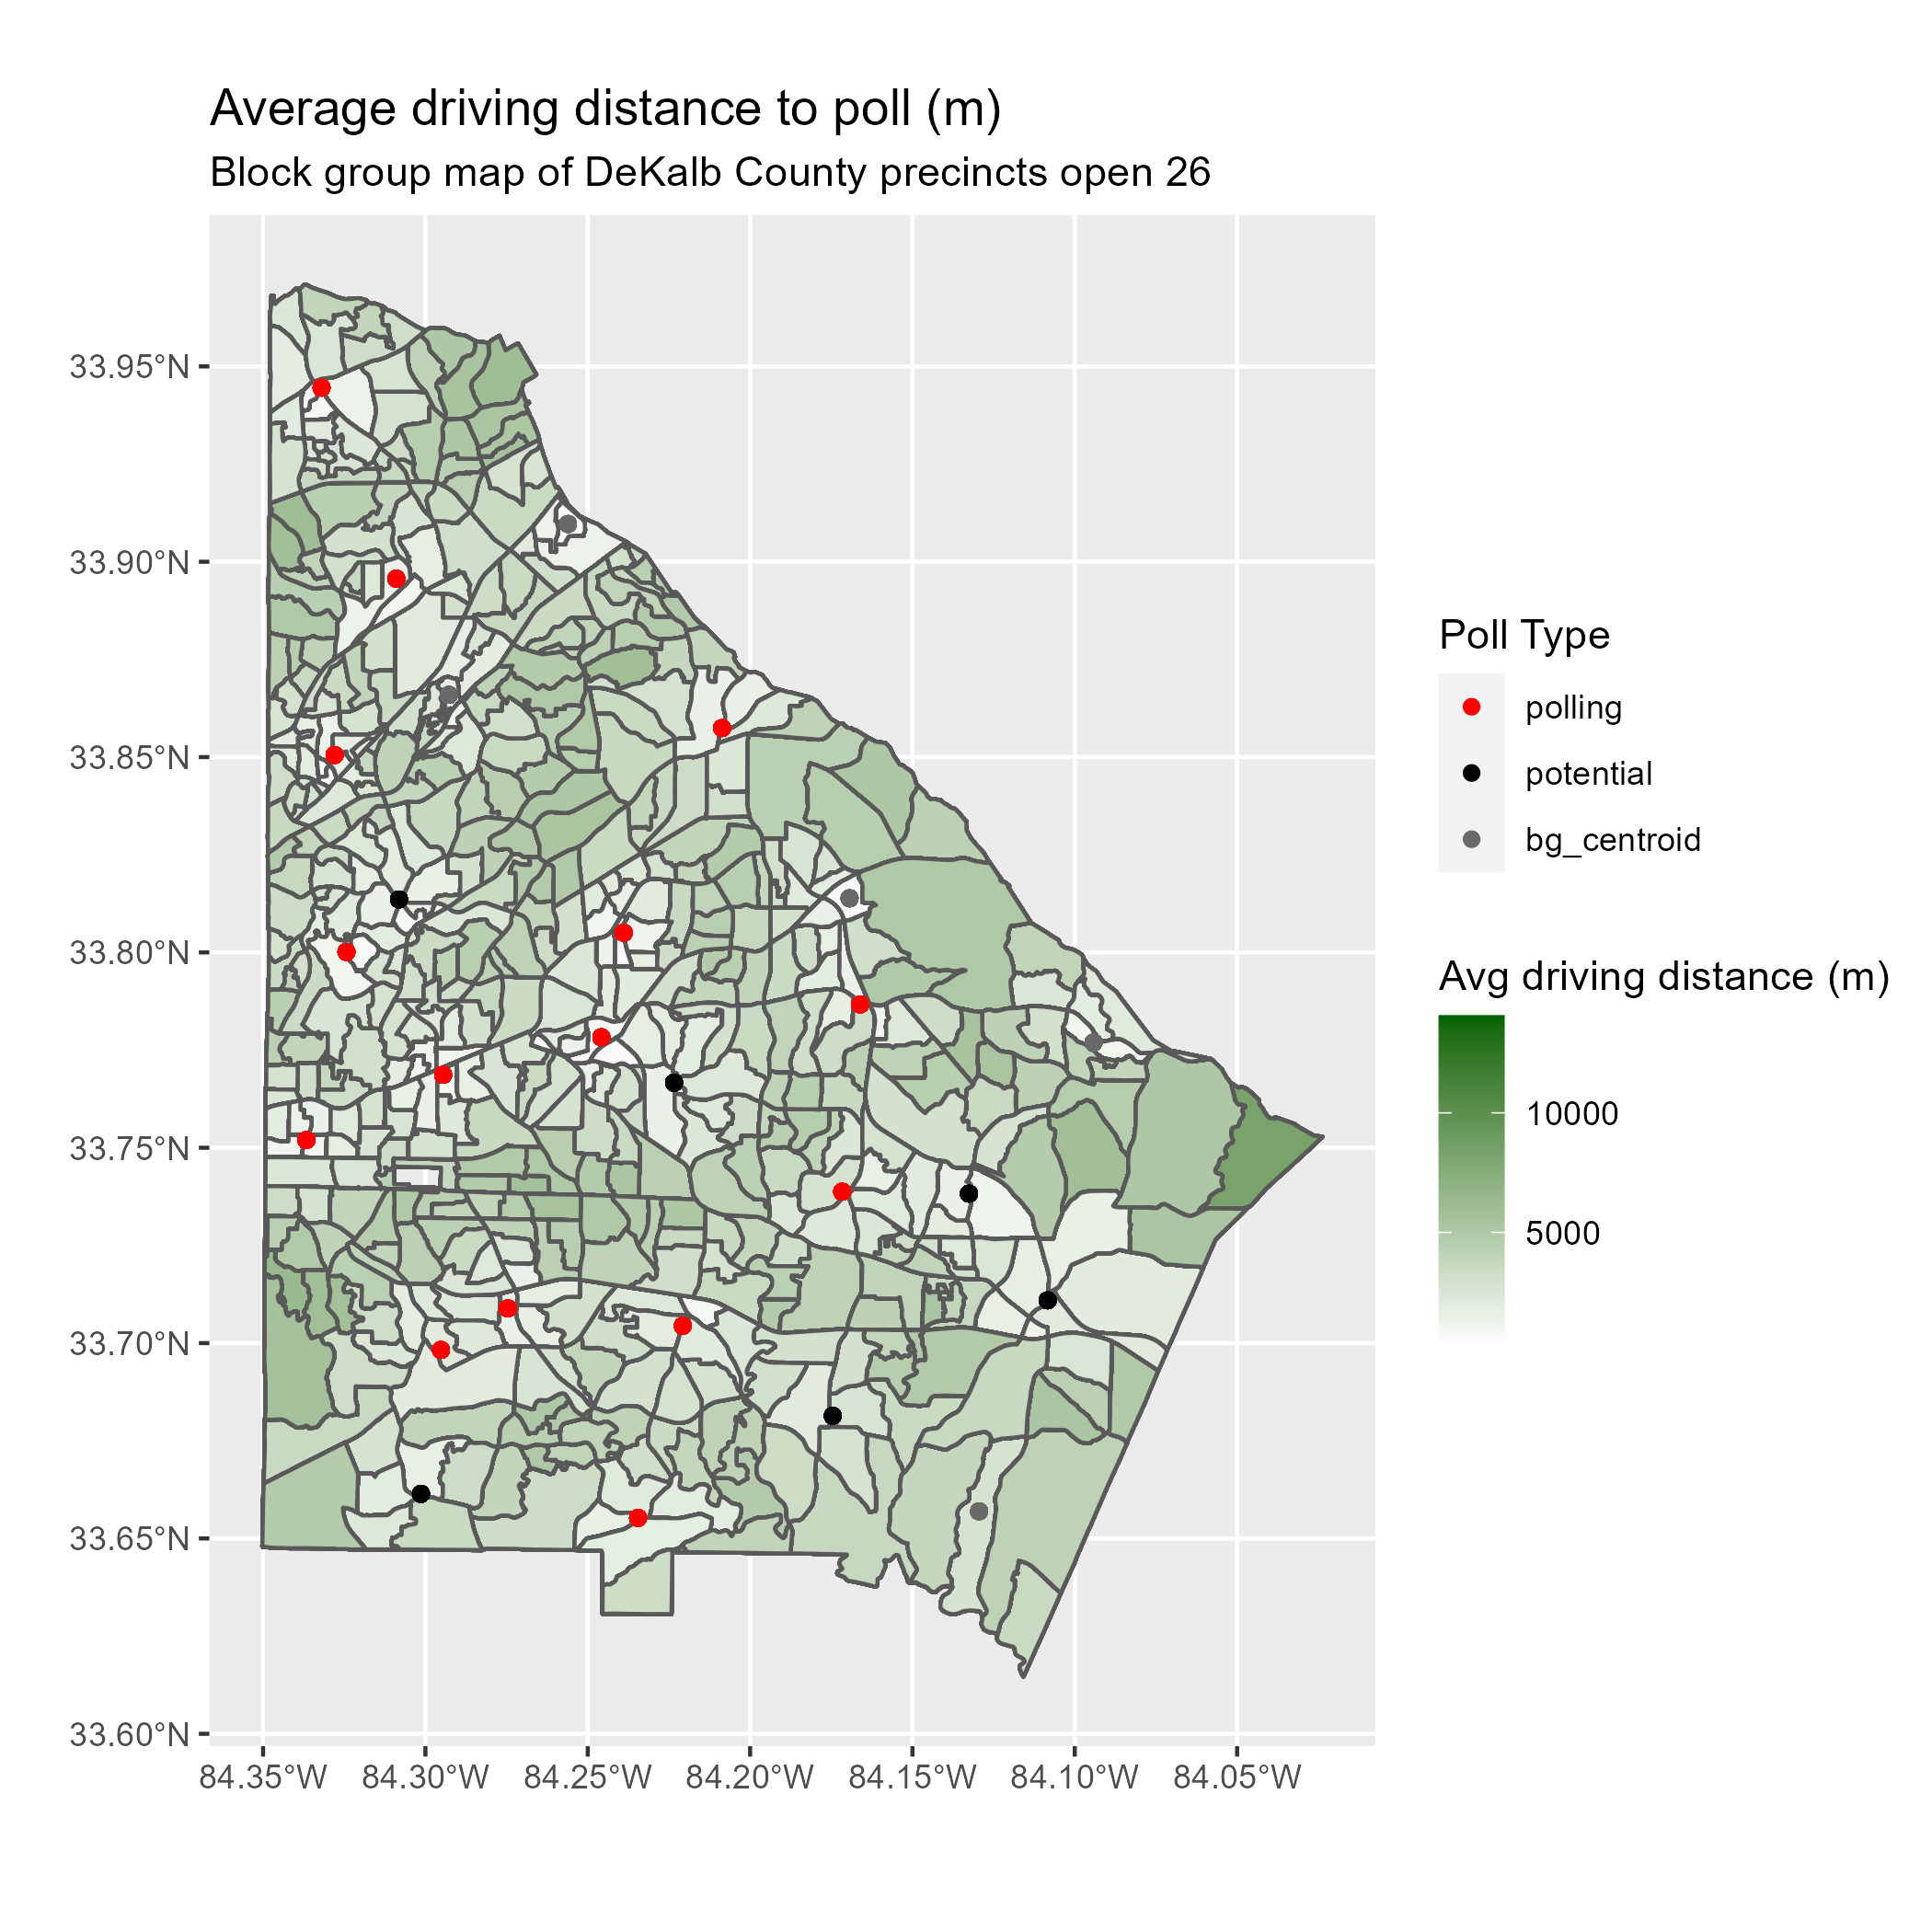 Average driving distance to poll (m)
Block group map of DeKalb County precincts open 26
33.95°N
33.90°N
33.85°N
33.80°N
33.75°N
33.70°N
33.65°N
33.60°N
84.35°W 84.30°W 84.25°W 84.20°W 84.15°W 84.10°W 84.05°W
Poll Type
polling
potential
bg_centroid
Avg driving distance (m)
10000
5000